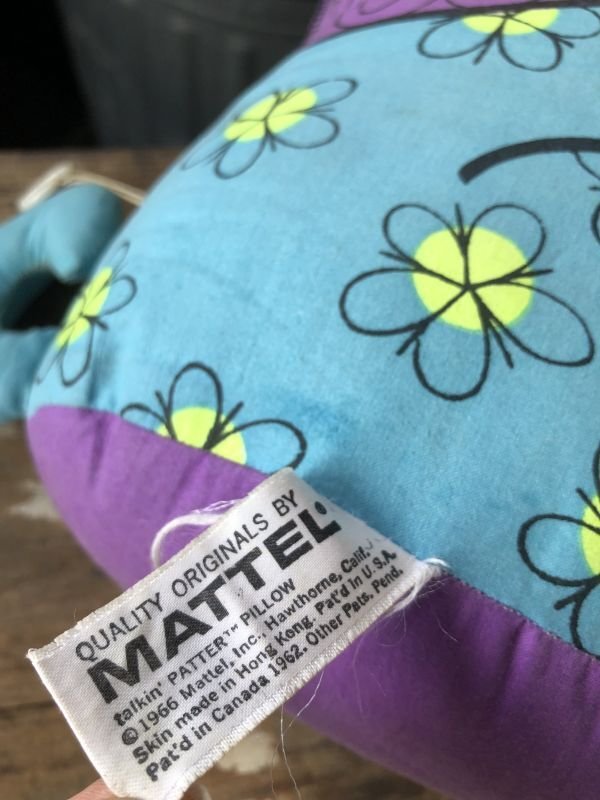 QUALITY ORIGINALS BY
MATTEL®
talkin' PATTER™ PILLOW
©1966 Mattel, Inc., Hawthorne, Calif.
Skin made in Hong Kong. Pat'd in U.S.A.
Pat'd in Canada 1962. Other Pats. Pend.